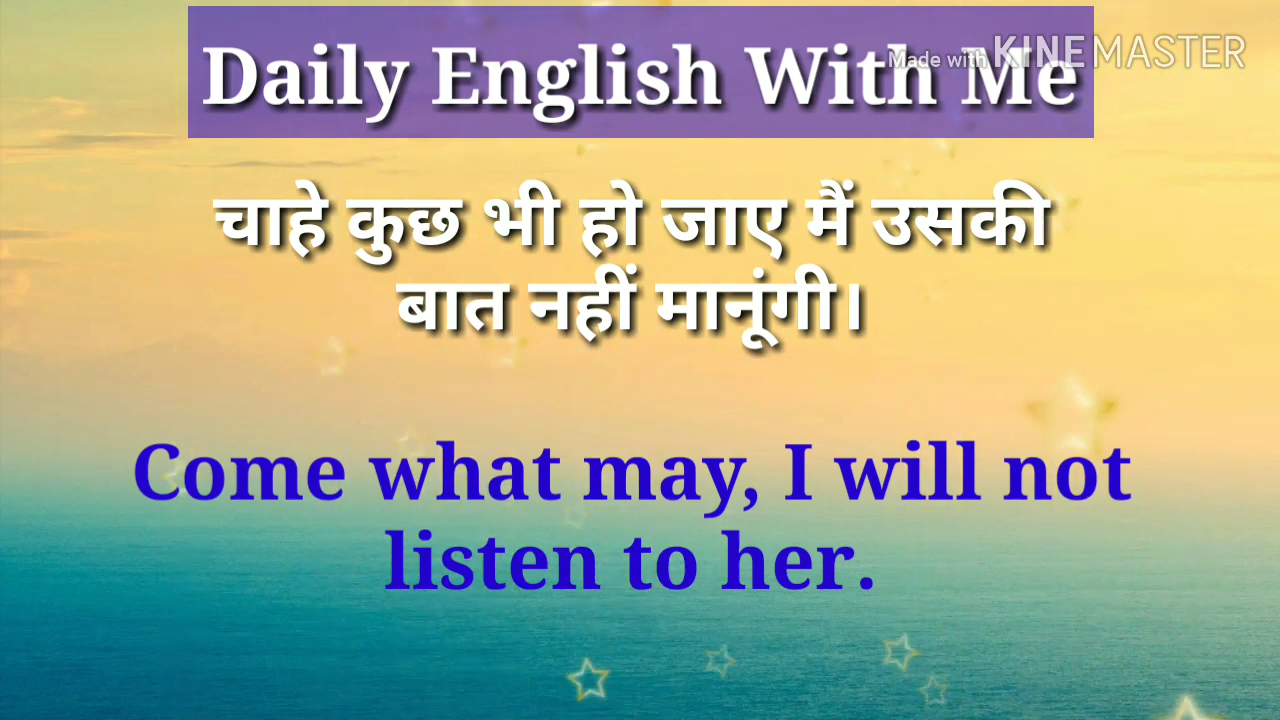 Daily English With Me
Made with KINEMASTER
चाहे कुछ भी हो जाए मैं उसकी
बात नहीं मानूंगी।
Come what may, I will not
listen to her.